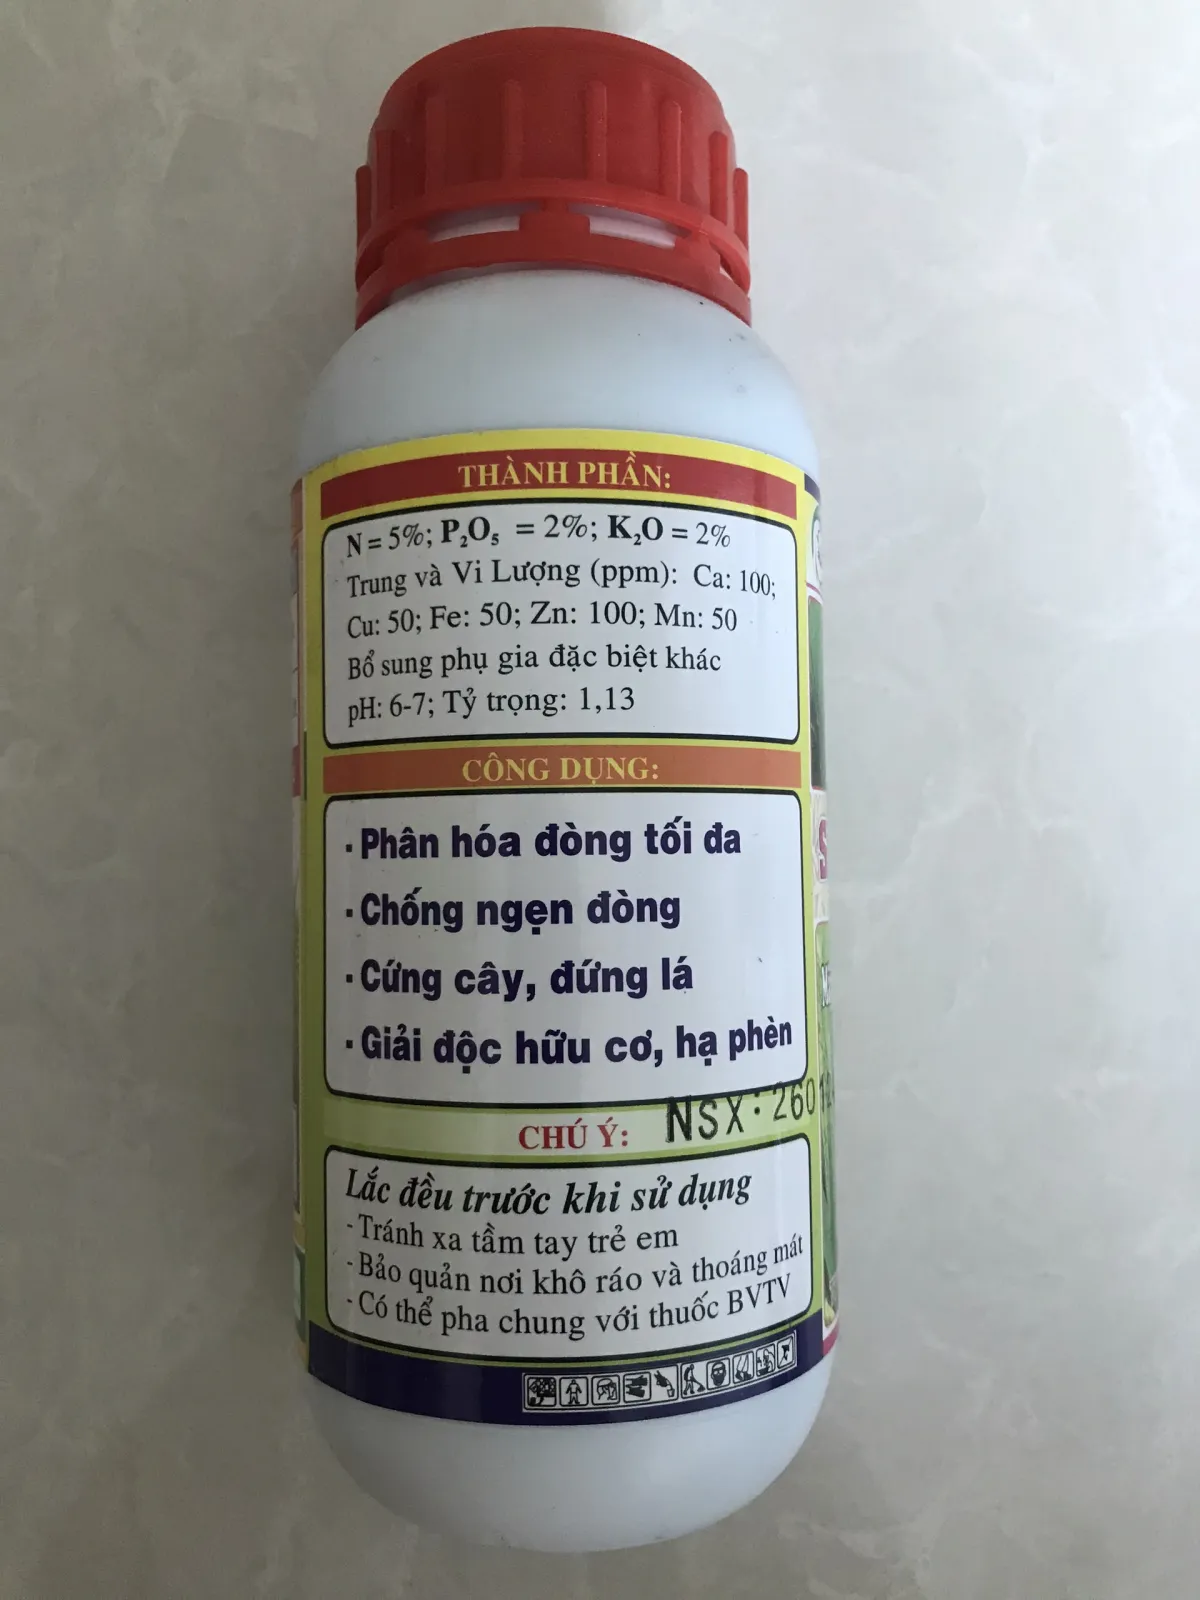 THÀNH PHẦN:
N = 5%; P₂O₅ = 2%; K₂O = 2%
Trung và Vi Lượng (ppm): Ca: 100;
Cu: 50; Fe: 50; Zn: 100; Mn: 50
Bổ sung phụ gia đặc biệt khác
pH: 6-7; Tỷ trọng: 1,13
CÔNG DỤNG:
· Phân hóa đòng tối đa
· Chống ngẹn đòng
· Cứng cây, đứng lá
· Giải độc hữu cơ, hạ phèn
NSX: 260
CHÚ Ý:
Lắc đều trước khi sử dụng
- Tránh xa tầm tay trẻ em
- Bảo quản nơi khô ráo và thoáng mát
- Có thể pha chung với thuốc BVTV